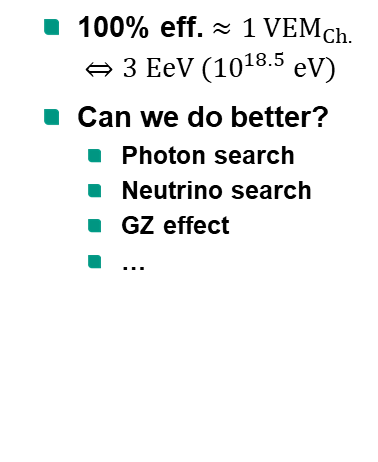 100% eff. ≈ 1 VEM_Ch.
⇔ 3 EeV (10^18.5 eV)
Can we do better?
Photon search
Neutrino search
GZ effect
…